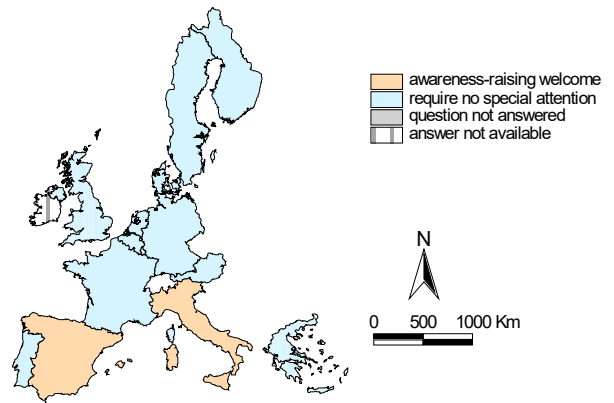 awareness-raising welcome
require no special attention
question not answered
answer not available
N
0 500 1000 Km